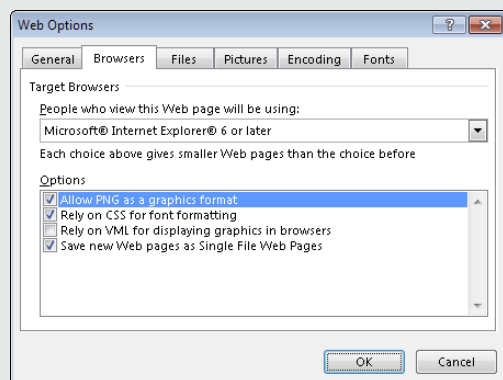 Web Options
General Browsers Files Pictures Encoding Fonts
Target Browsers
People who view this Web page will be using:
Microsoft® Internet Explorer® 6 or later
Each choice above gives smaller Web pages than the choice before
Options
Allow PNG as a graphics format
Rely on CSS for font formatting
Rely on VML for displaying graphics in browsers
Save new Web pages as Single File Web Pages
OK Cancel